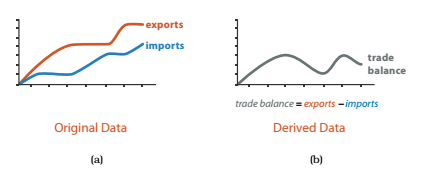 exports
imports
Original Data
(a)
trade
balance
trade balance = exports – imports
Derived Data
(b)